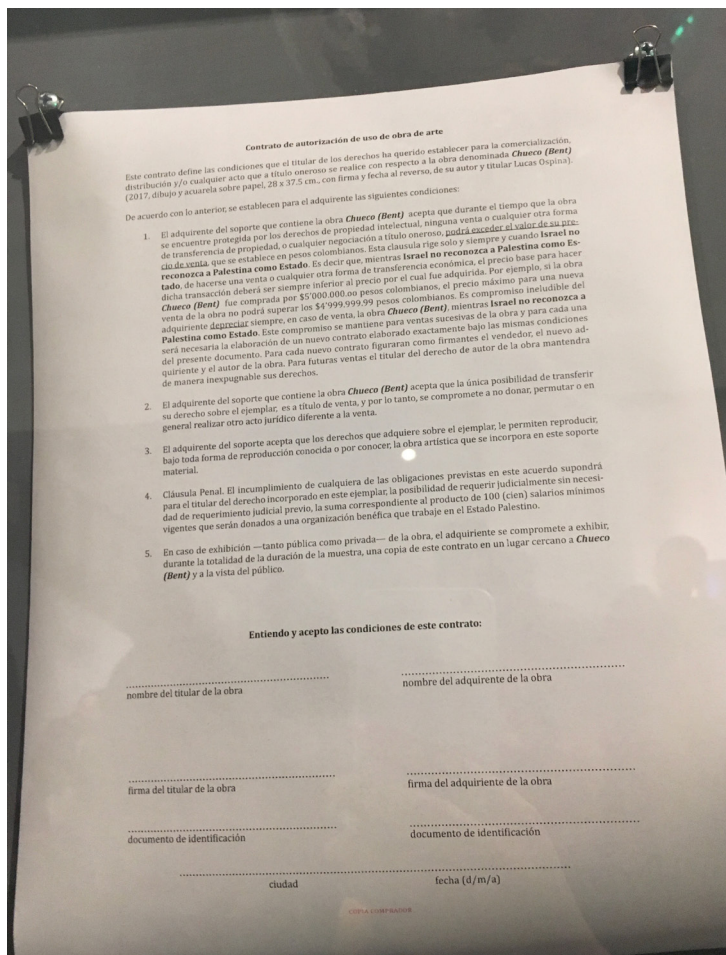 Contrato de autorización de uso de obra de arte
Este contrato define las condiciones que el titular de los derechos ha querido establecer para la comercialización,
distribución y/o cualquier acto que a título oneroso se realice con respecto a la obra denominada Chueco (Bent)
(2017, dibujo y acuarela sobre papel, 28 x 37.5 cm., con firma y fecha al reverso, de su autor y titular Lucas Ospina).
De acuerdo con lo anterior, se establecen para el adquirente las siguientes condiciones:
1. El adquirente del soporte que contiene la obra Chueco (Bent) acepta que durante el tiempo que la obra
se encuentre protegida por los derechos de propiedad intelectual, ninguna venta o cualquier otra forma
de transferencia de propiedad, o cualquier negociación a título oneroso, podrá exceder el valor de su pre-
cio de venta, que se establece en pesos colombianos. Esta clausula rige solo y siempre y cuando Israel no
reconozca a Palestina como Estado. Es decir que, mientras Israel no reconozca a Palestina como Es-
tado, de hacerse una venta o cualquier otra forma de transferencia económica, el precio base para hacer
dicha transacción deberá ser siempre inferior al precio por el cual fue adquirida. Por ejemplo, si la obra
Chueco (Bent) fue comprada por $5'000.000.oo pesos colombianos, el precio máximo para una nueva
venta de la obra no podrá superar los $4'999.999.99 pesos colombianos. Es compromiso ineludible del
adquiriente depreciar siempre, en caso de venta, la obra Chueco (Bent), mientras Israel no reconozca a
Palestina como Estado. Este compromiso se mantiene para ventas sucesivas de la obra y para cada una
será necesaria la elaboración de un nuevo contrato elaborado exactamente bajo las mismas condiciones
del presente documento. Para cada nuevo contrato figuraran como firmantes el vendedor, el nuevo ad-
quiriente y el autor de la obra. Para futuras ventas el titular del derecho de autor de la obra mantendra
de manera inexpugnable sus derechos.
2. El adquirente del soporte que contiene la obra Chueco (Bent) acepta que la única posibilidad de transferir
su derecho sobre el ejemplar, es a título de venta, y por lo tanto, se compromete a no donar, permutar o en
general realizar otro acto jurídico diferente a la venta.
3. El adquirente del soporte acepta que los derechos que adquiere sobre el ejemplar, le permiten reproducir,
bajo toda forma de reproducción conocida o por conocer, la obra artística que se incorpora en este soporte
material.
4. Cláusula Penal. El incumplimiento de cualquiera de las obligaciones previstas en este acuerdo supondrá
para el titular del derecho incorporado en este ejemplar, la posibilidad de requerir judicialmente sin necesi-
dad de requerimiento judicial previo, la suma correspondiente al producto de 100 (cien) salarios mínimos
vigentes que serán donados a una organización benéfica que trabaje en el Estado Palestino.
5. En caso de exhibición —tanto pública como privada— de la obra, el adquiriente se compromete a exhibir,
durante la totalidad de la duración de la muestra, una copia de este contrato en un lugar cercano a Chueco
(Bent) y a la vista del público.
Entiendo y acepto las condiciones de este contrato:
nombre del titular de la obra
nombre del adquirente de la obra
firma del titular de la obra
firma del adquiriente de la obra
documento de identificación
documento de identificación
ciudad
fecha (d/m/a)
COPIA COMPRADOR